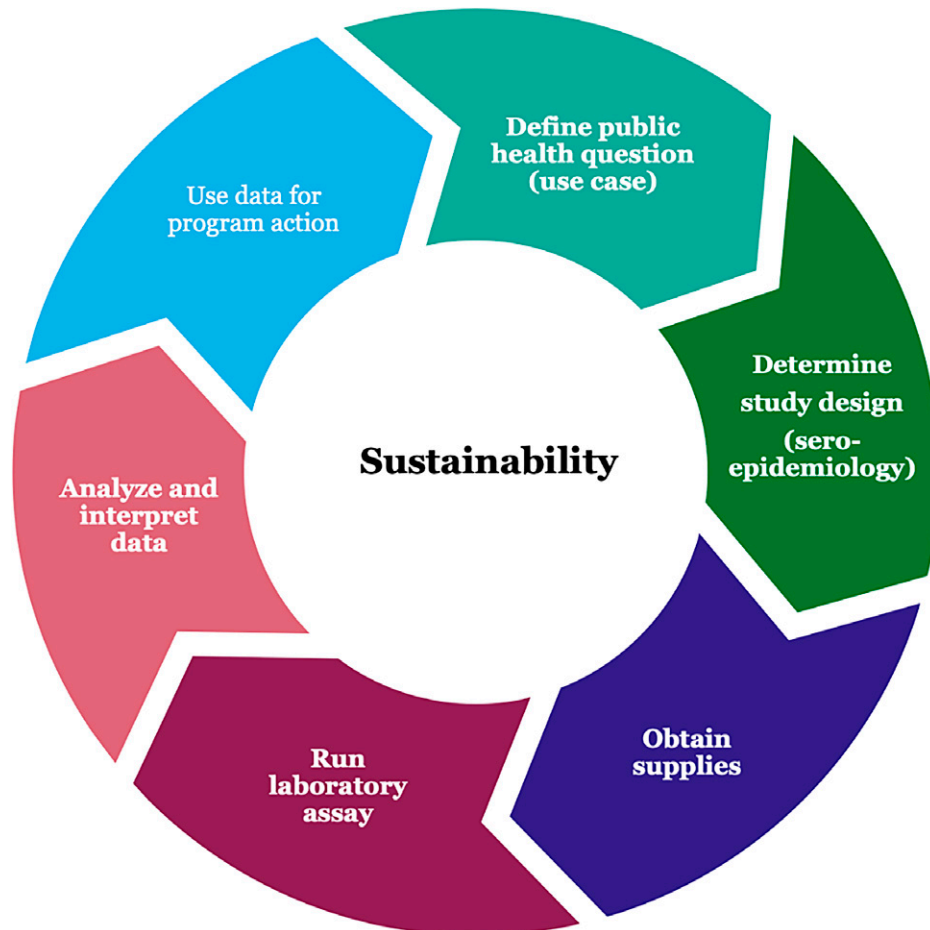 Define public
health question
(use case)
Determine
study design
(sero-
epidemiology)
Obtain
supplies
Run
laboratory
assay
Analyze and
interpret
data
Use data for
program action
Sustainability